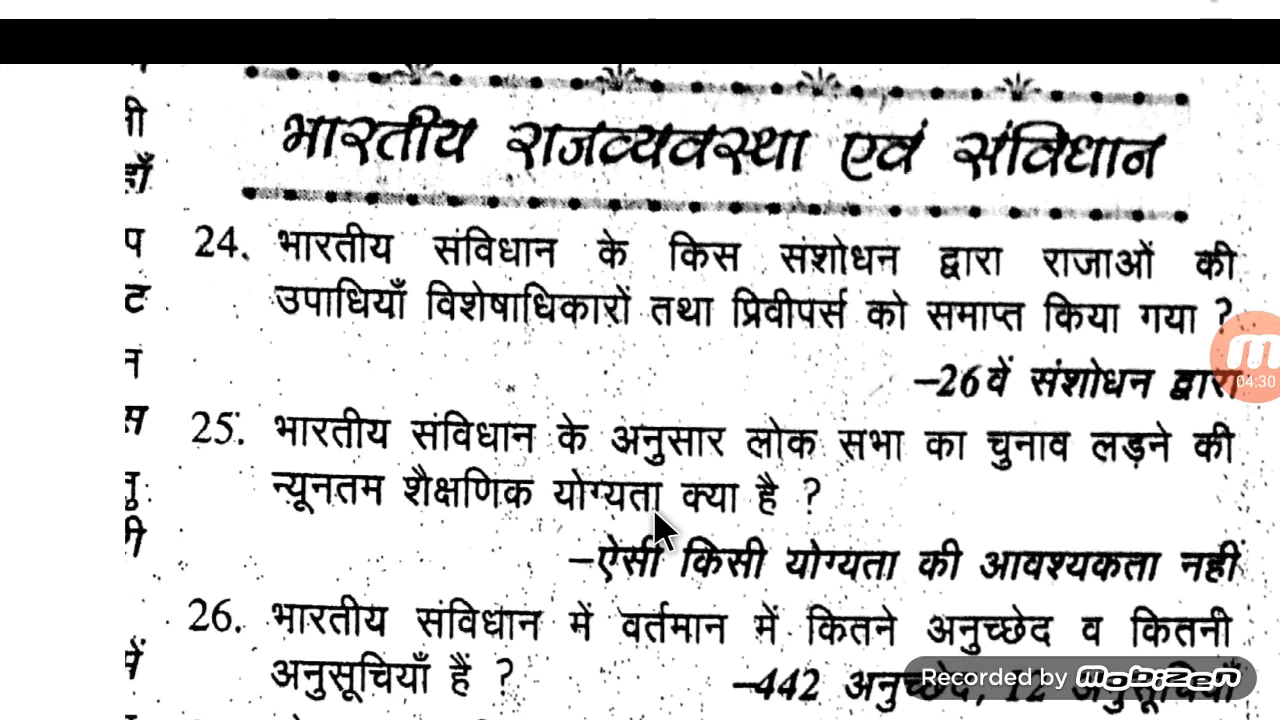 नी
हाँ
भारतीय राजव्यवस्था एवं संविधान
प
ट
न
स
नु
री
में
24. भारतीय संविधान के किस संशोधन द्वारा राजाओं की
उपाधियाँ विशेषाधिकारों तथा प्रिवीपर्स को समाप्त किया गया ?
–26वें संशोधन द्वारा
04:30
25. भारतीय संविधान के अनुसार लोक सभा का चुनाव लड़ने की
न्यूनतम शैक्षणिक योग्यता क्या है ?
–ऐसी किसी योग्यता की आवश्यकता नहीं
26. भारतीय संविधान में वर्तमान में कितने अनुच्छेद व कितनी
अनुसूचियाँ हैं ?
–442 अनुच्छेद, 12 अनुसूचियाँ
Recorded by mobizen